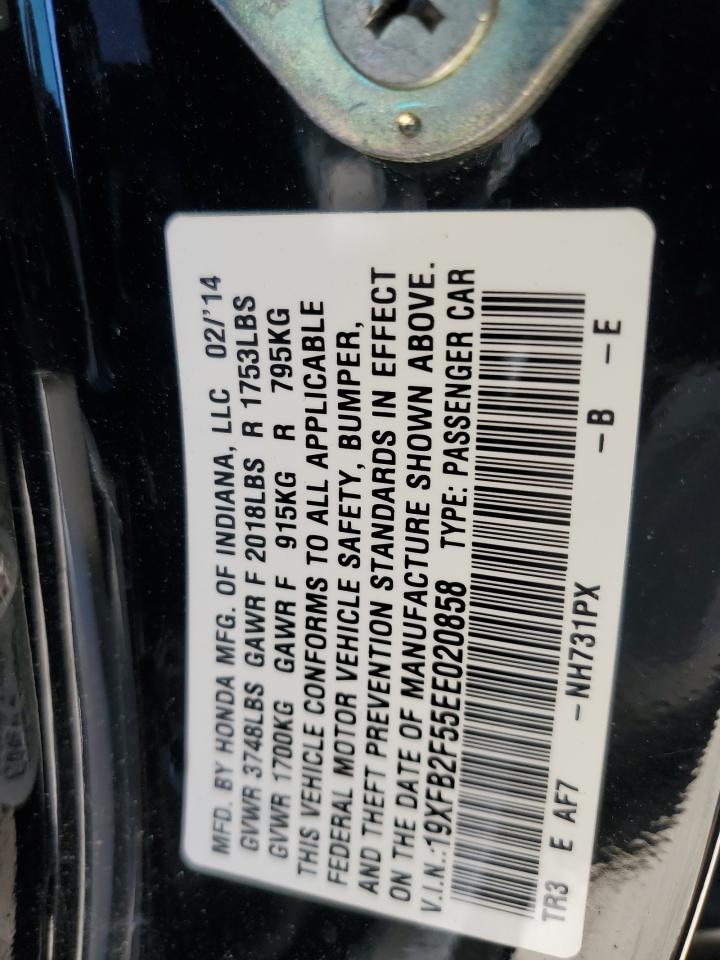 MFD. BY HONDA MFG. OF INDIANA, LLC 02/'14
GVWR 3748LBS GAWR F 2018LBS R 1753LBS
GVWR 1700KG GAWR F 915KG R 795KG
THIS VEHICLE CONFORMS TO ALL APPLICABLE
FEDERAL MOTOR VEHICLE SAFETY, BUMPER,
AND THEFT PREVENTION STANDARDS IN EFFECT
ON THE DATE OF MANUFACTURE SHOWN ABOVE.
V.I.N.:19XFB2F55EE020858 TYPE: PASSENGER CAR
TR3 E AF7 -NH731PX -B -E